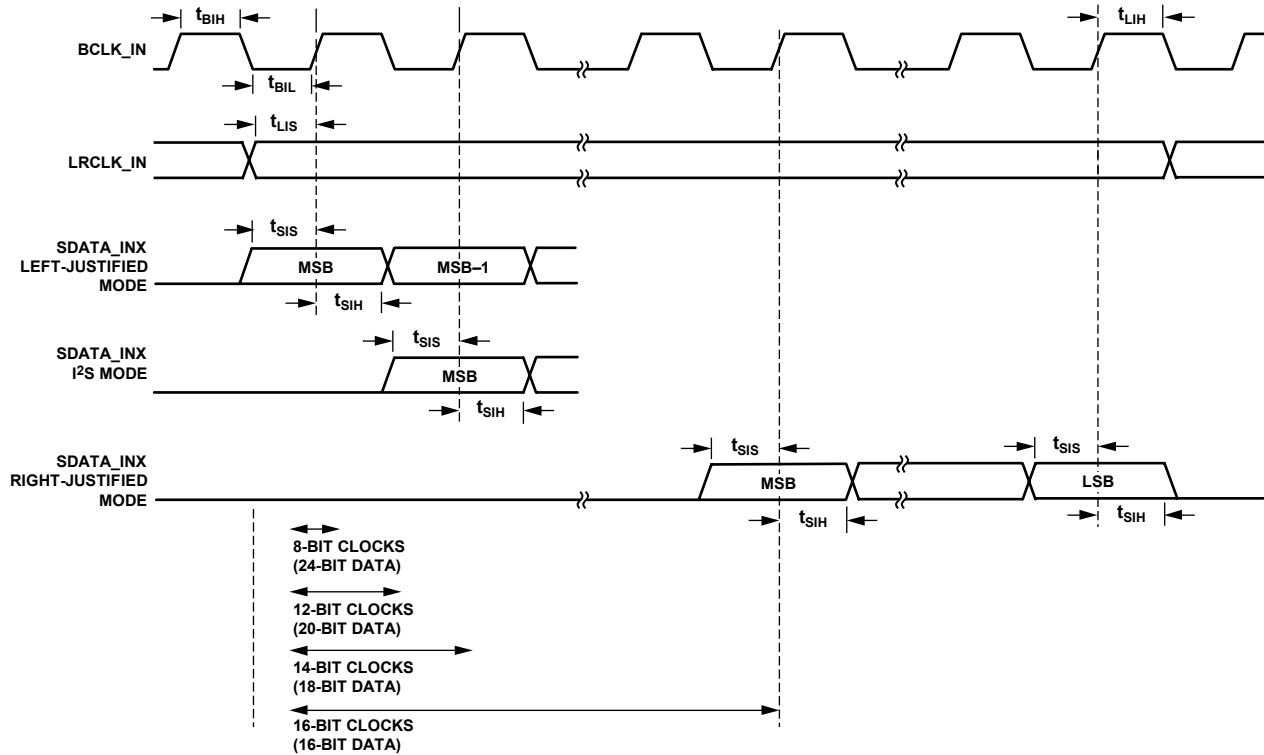 tBIH
tLIH
BCLK_IN
tBIL
tLIS
LRCLK_IN
tSIS
SDATA_INX
LEFT-JUSTIFIED
MODE
MSB
MSB–1
tSIH
tSIS
SDATA_INX
I2S MODE
MSB
tSIH
tSIS
tSIS
SDATA_INX
RIGHT-JUSTIFIED
MODE
MSB
LSB
tSIH
tSIH
8-BIT CLOCKS
(24-BIT DATA)
12-BIT CLOCKS
(20-BIT DATA)
14-BIT CLOCKS
(18-BIT DATA)
16-BIT CLOCKS
(16-BIT DATA)